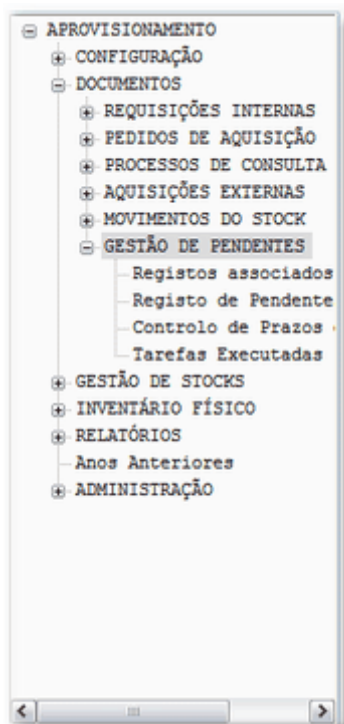 APROVISIONAMENTO
CONFIGURAÇÃO
DOCUMENTOS
REQUISIÇÕES INTERNAS
PEDIDOS DE AQUISIÇÃO
PROCESSOS DE CONSULTA
AQUISIÇÕES EXTERNAS
MOVIMENTOS DO STOCK
GESTÃO DE PENDENTES
Registos associados
Registo de Pendente
Controlo de Prazos
Tarefas Executadas
GESTÃO DE STOCKS
INVENTÁRIO FÍSICO
RELATÓRIOS
Anos Anteriores
ADMINISTRAÇÃO